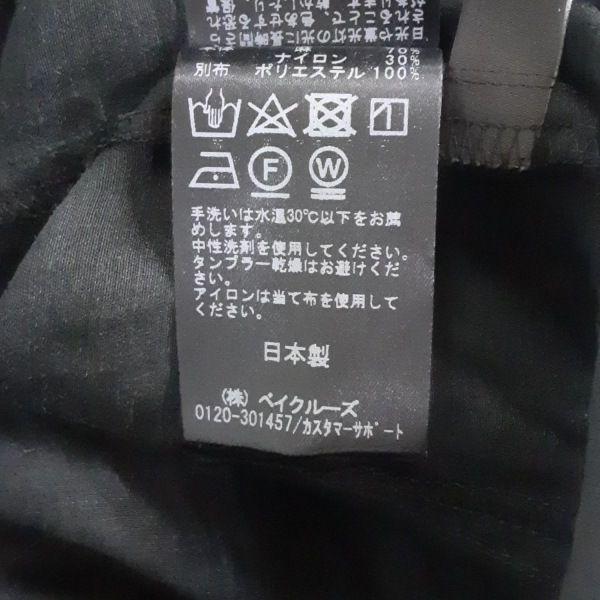 麻 70%
ナイロン 30%
別布 ポリエステル 100%
F W
手洗いは水温30℃以下をお薦
めします。
中性洗剤を使用してください。
タンブラー乾燥はお避けくだ
さい。
アイロンは当て布を使用して
ください。
日本製
(株) ベイクルーズ
0120-301457/カスタマーサポート